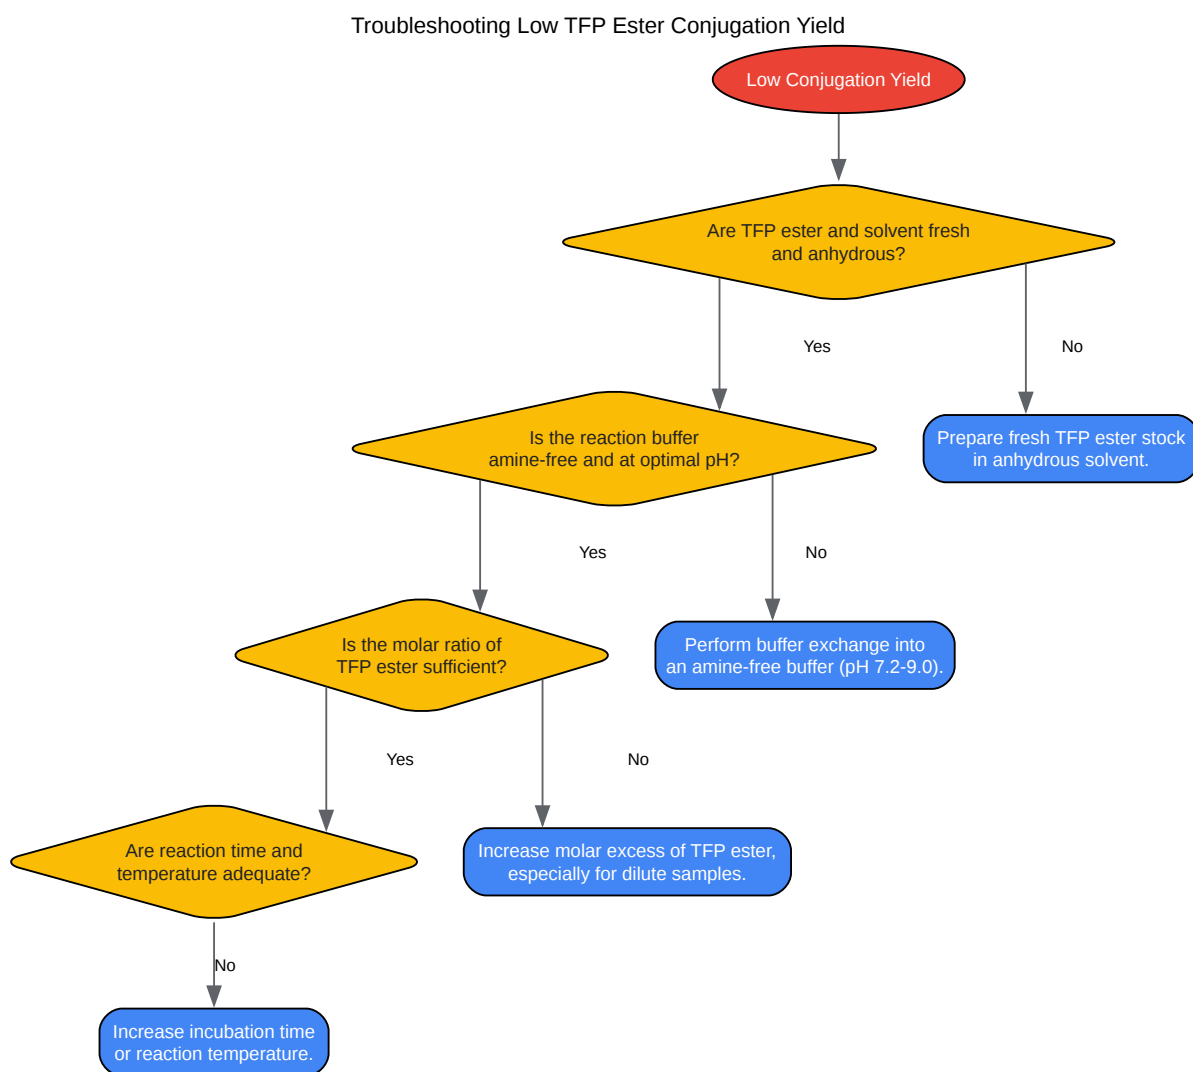 Troubleshooting Low TFP Ester Conjugation Yield
Low Conjugation Yield
Are TFP ester and solvent fresh
and anhydrous?
Yes
No
Is the reaction buffer
amine-free and at optimal pH?
Prepare fresh TFP ester stock
in anhydrous solvent.
Yes
No
Is the molar ratio of
TFP ester sufficient?
Perform buffer exchange into
an amine-free buffer (pH 7.2-9.0).
Yes
No
Are reaction time and
temperature adequate?
Increase molar excess of TFP ester,
especially for dilute samples.
No
Increase incubation time
or reaction temperature.